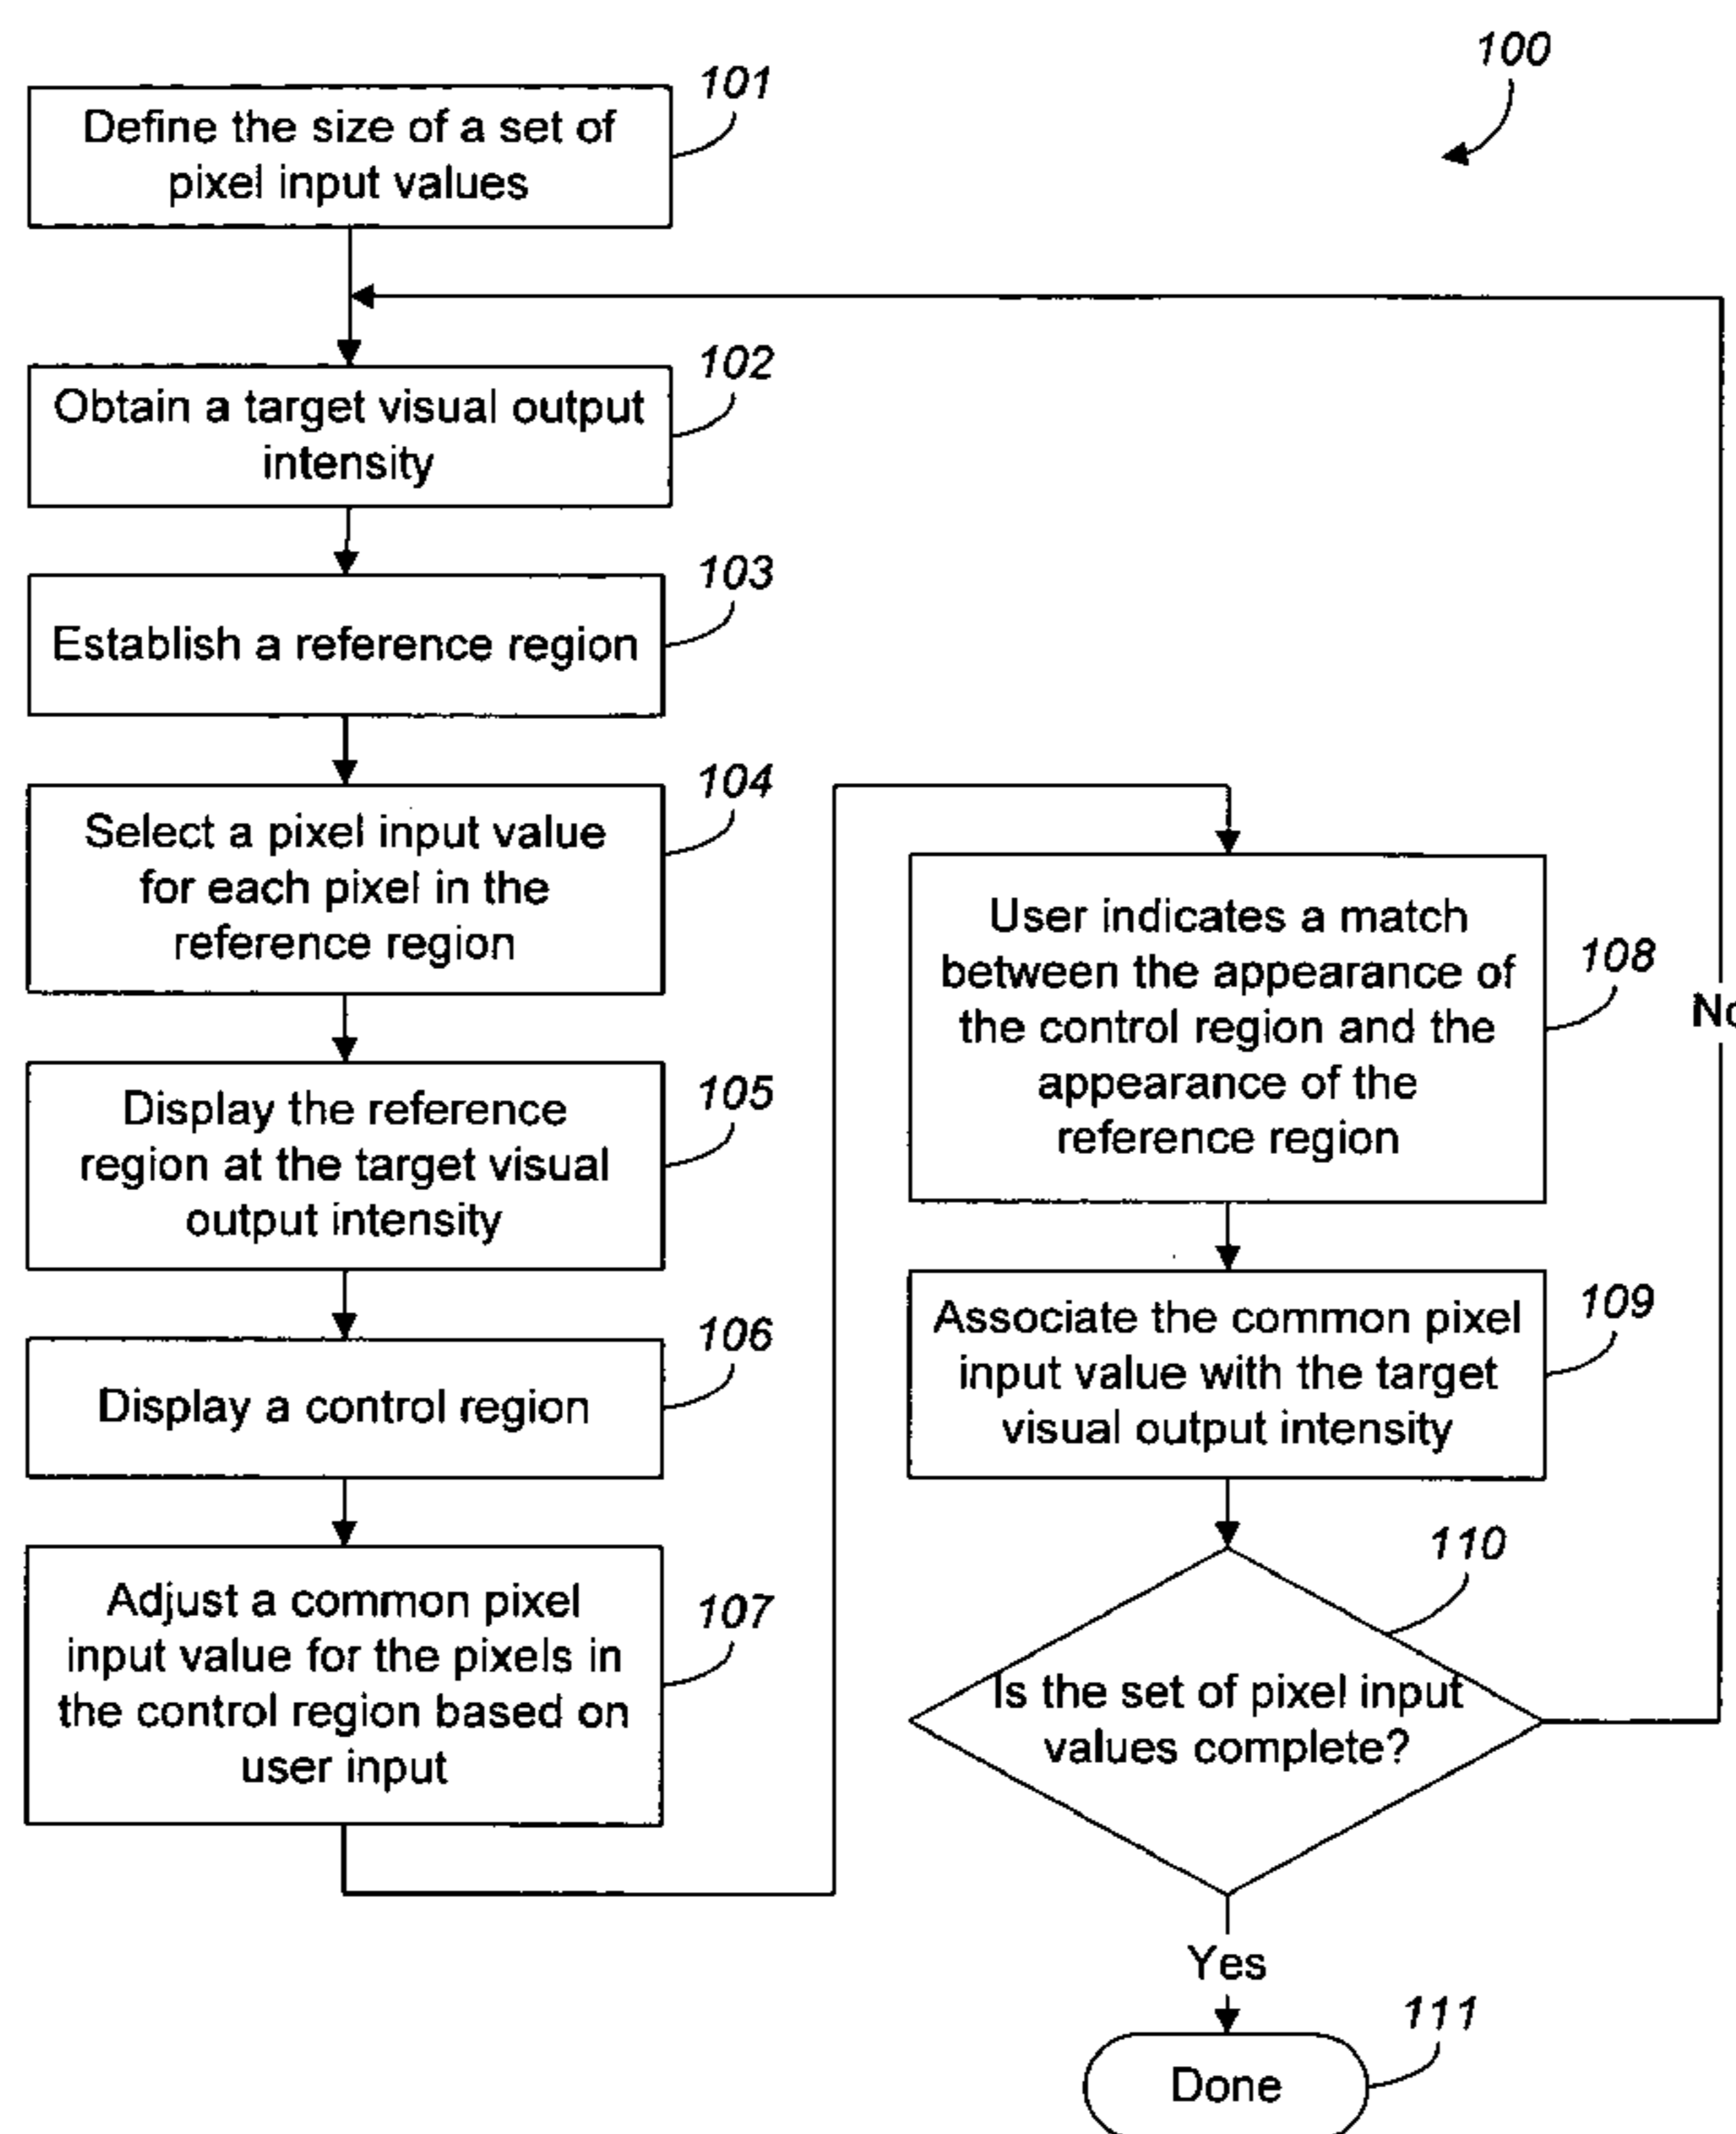 100
101
Define the size of a set of
pixel input values
102
Obtain a target visual output
intensity
103
Establish a reference region
104
Select a pixel input value
for each pixel in the
reference region
105
Display the reference
region at the target visual
output intensity
106
Display a control region
107
Adjust a common pixel
input value for the pixels in
the control region based on
user input
108
User indicates a match
between the appearance of
the control region and the
appearance of the
reference region
109
Associate the common pixel
input value with the target
visual output intensity
110
Is the set of pixel input
values complete?
No
Yes
111
Done